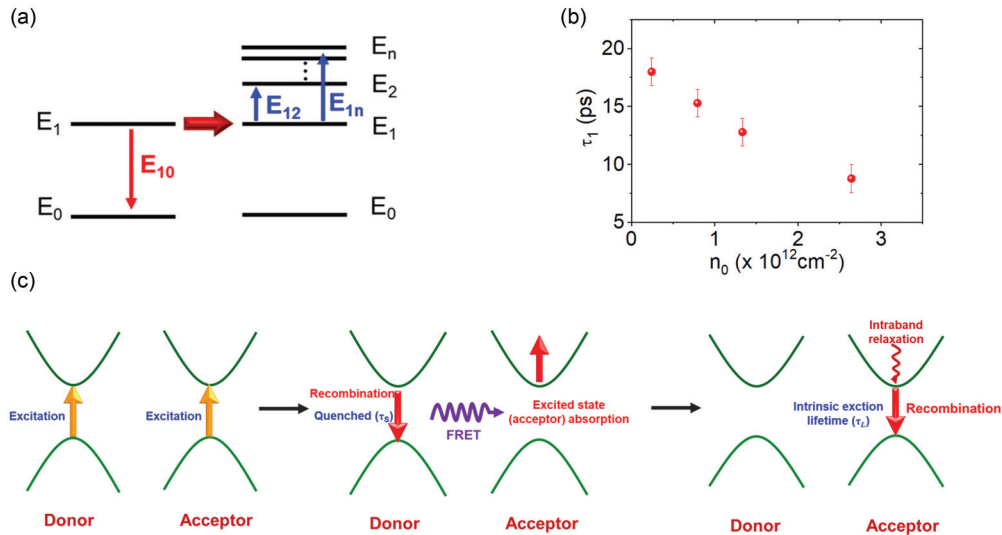 (a)
E₁
E₁₀
E₀
Eₙ
E₂
E₁₂
E₁ₙ
E₁
E₀
(b)
τ₁ (ps)
20
15
10
5
0
1
2
3
n₀ (x 10¹²cm⁻²)
(c)
Excitation
Donor
Excitation
Acceptor
Recombination
Quenched (τₛ)
Donor
FRET
Excited state
(acceptor) absorption
Acceptor
Donor
Intraband
relaxation
Intrinsic exction
lifetime (τ_L)
Recombination
Acceptor